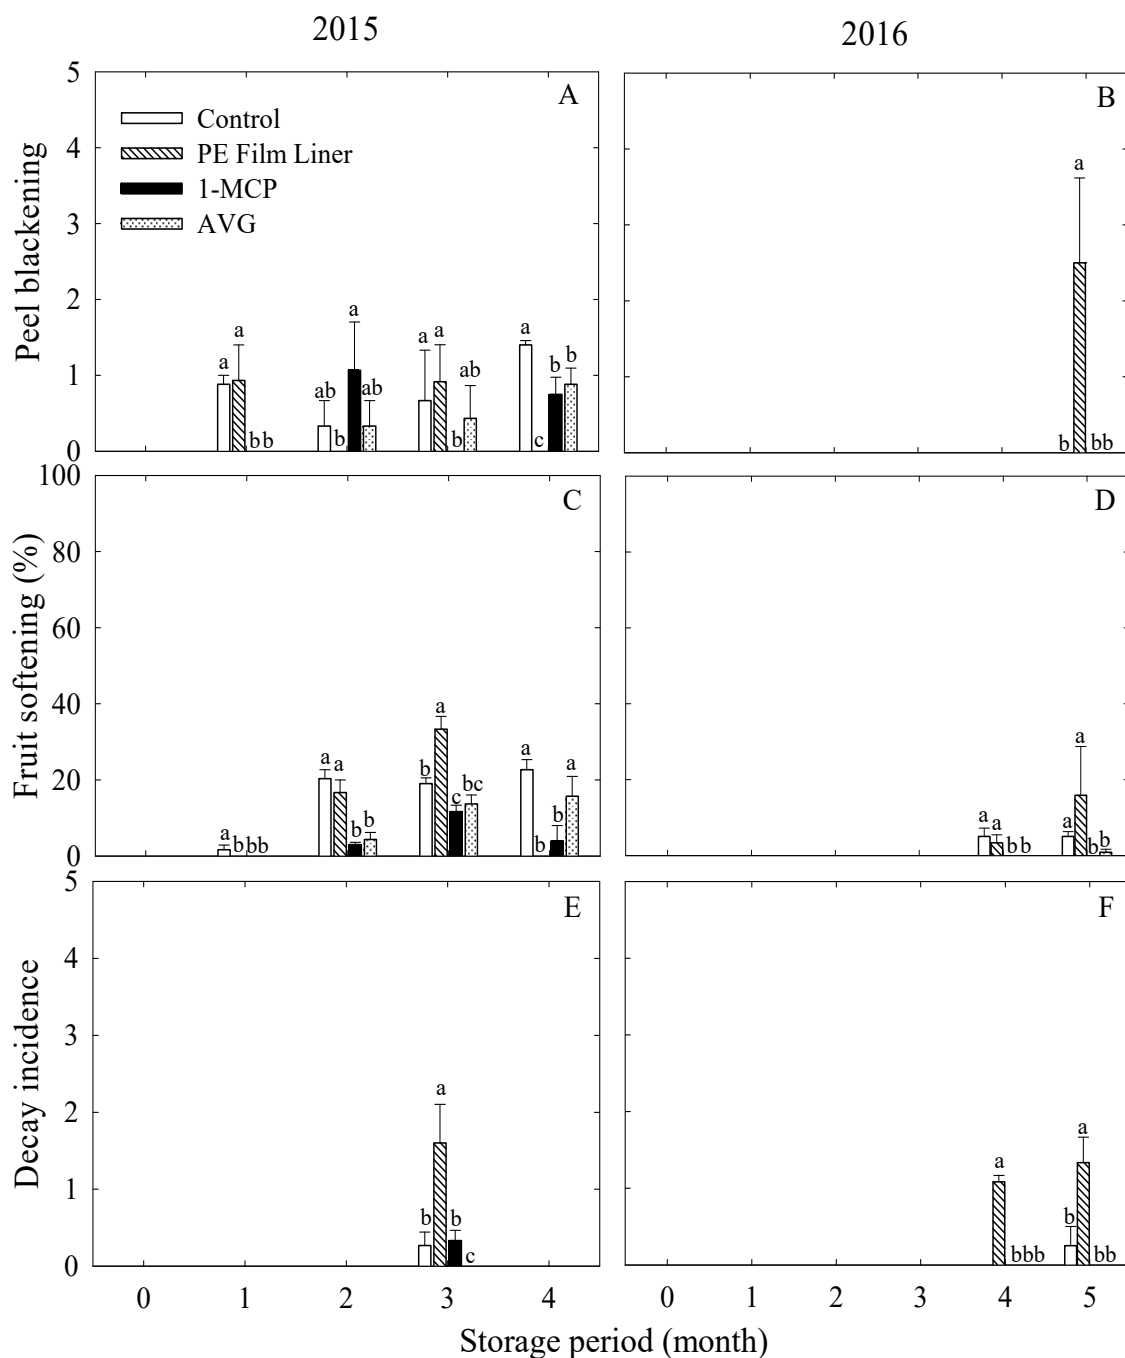 2015
2016
Peel blackening
5
4
3
2
1
0
A
Control
PE Film Liner
1-MCP
AVG
a a b b
ab b a ab
a a b ab
a c b b
B
b a b b
Fruit softening (%)
100
80
60
40
20
0
C
a b b b
a a b b
b a c bc
a b b a
D
a a b b
a a b b
Decay incidence
5
4
3
2
1
0
E
b a b c
F
a b b b
b a b b
0 1 2 3 4
0 1 2 3 4 5
Storage period (month)